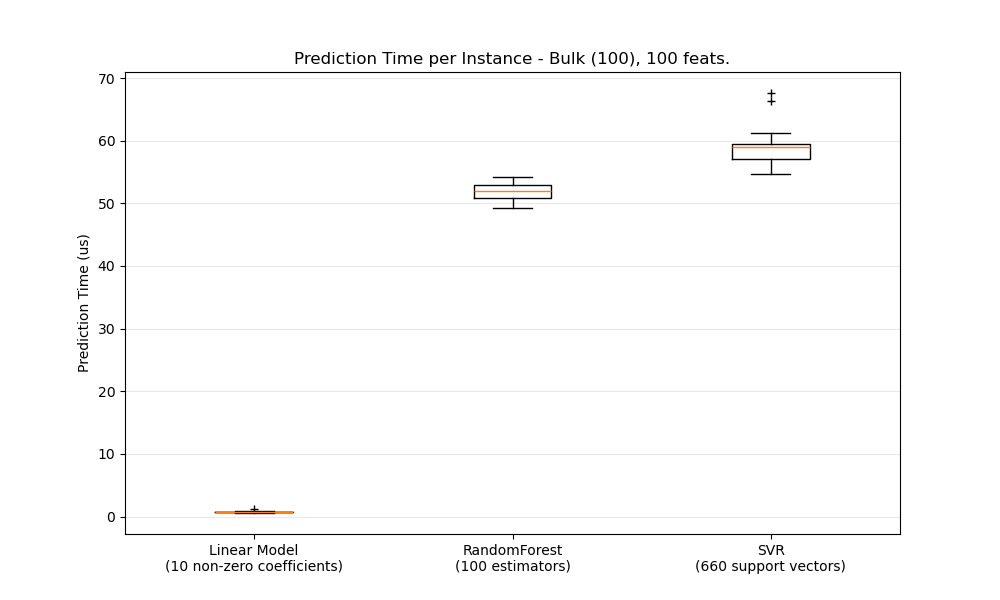 Prediction Time per Instance - Bulk (100), 100 feats.
Prediction Time (us)
70
60
50
40
30
20
10
0
Linear Model
(10 non-zero coefficients)
RandomForest
(100 estimators)
SVR
(660 support vectors)